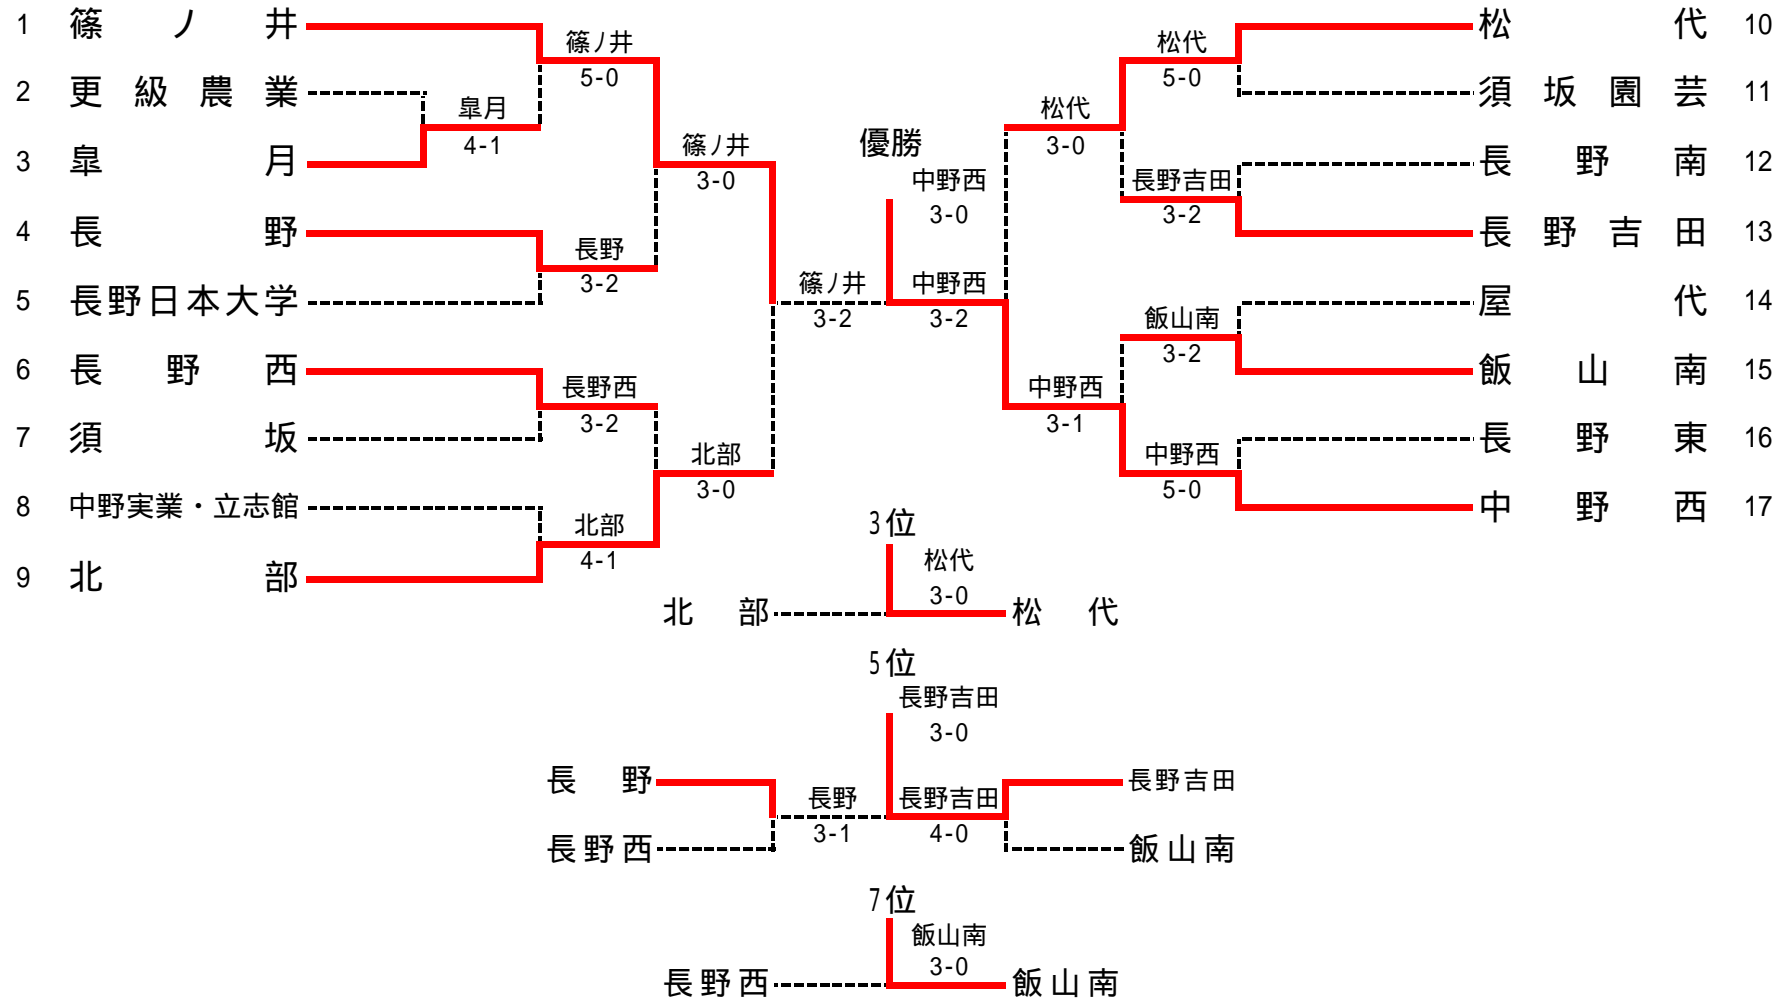 1 篠ノ井
2 更級農業
3 皐月
4 長野
5 長野日本大学
6 長野西
7 須坂
8 中野実業・立志館
9 北部
皐月
4-1
篠ノ井
5-0
長野
3-2
長野西
3-2
北部
4-1
篠ノ井
3-0
北部
3-0
篠ノ井
3-2
優勝
中野西
3-0
中野西
3-2
松代
3-0
中野西
3-1
松代
5-0
長野吉田
3-2
飯山南
3-2
中野西
5-0
松代 10
須坂園芸 11
長野南 12
長野吉田 13
屋代 14
飯山南 15
長野東 16
中野西 17
3位
松代
3-0
北部
松代
5位
長野吉田
3-0
長野
長野西
長野
3-1
長野吉田
4-0
長野吉田
飯山南
7位
飯山南
3-0
長野西
飯山南